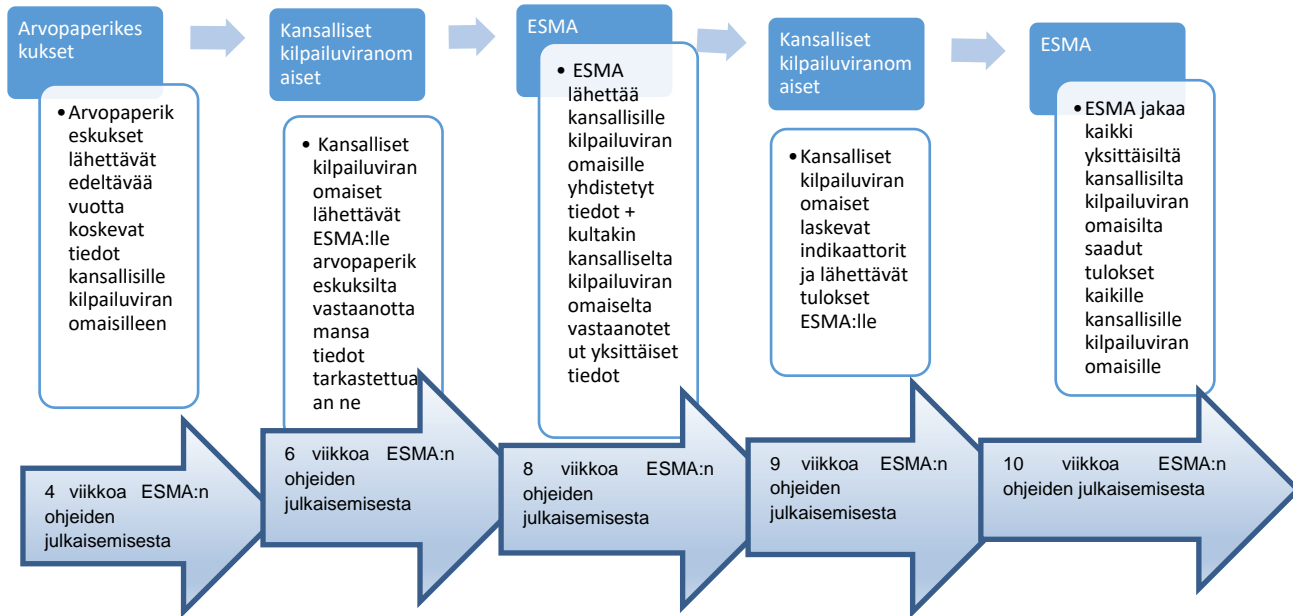 Arvopaperikes
kukset
•Arvopaperik
eskukset
lähettävät
edeltävää
vuotta
koskevat
tiedot
kansallisille
kilpailuviran
omaisilleen
4 viikkoa ESMA:n
ohjeiden
julkaisemisesta
Kansalliset
kilpailuviranom
aiset
• Kansalliset
kilpailuviran
omaiset
lähettävät
ESMA:lle
arvopaperik
eskuksilta
vastaanotta
mansa
tiedot
tarkastettua
an ne
6 viikkoa ESMA:n
ohjeiden
julkaisemisesta
ESMA
• ESMA
lähettää
kansallisille
kilpailuviran
omaisille
yhdistetyt
tiedot +
kultakin
kansalliselta
kilpailuviran
omaiselta
vastaanotet
ut yksittäiset
tiedot
8 viikkoa ESMA:n
ohjeiden
julkaisemisesta
Kansalliset
kilpailuviranom
aiset
•Kansalliset
kilpailuviran
omaiset
laskevat
indikaattorit
ja lähettävät
tulokset
ESMA:lle
9 viikkoa ESMA:n
ohjeiden
julkaisemisesta
ESMA
•ESMA jakaa
kaikki
yksittäisiltä
kansallisilta
kilpailuviran
omaisilta
saadut
tulokset
kaikille
kansallisille
kilpailuviran
omaisille
10 viikkoa ESMA:n
ohjeiden julkaisemisesta